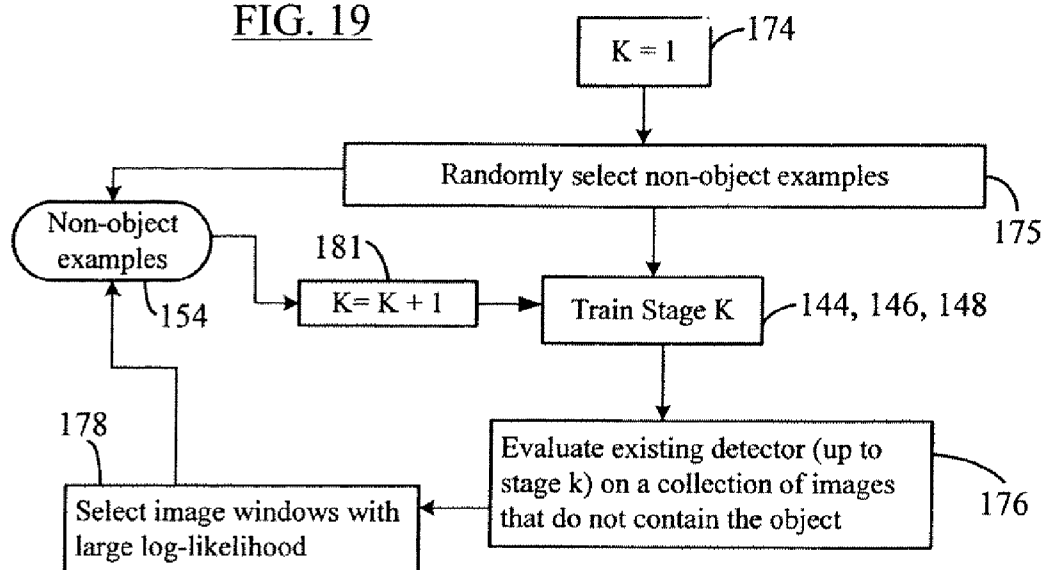 FIG. 19
K = 1
174
Randomly select non-object examples
175
Non-object
examples
154
181
K= K + 1
Train Stage K
144, 146, 148
178
Select image windows with
large log-likelihood
Evaluate existing detector (up to
stage k) on a collection of images
that do not contain the object
176